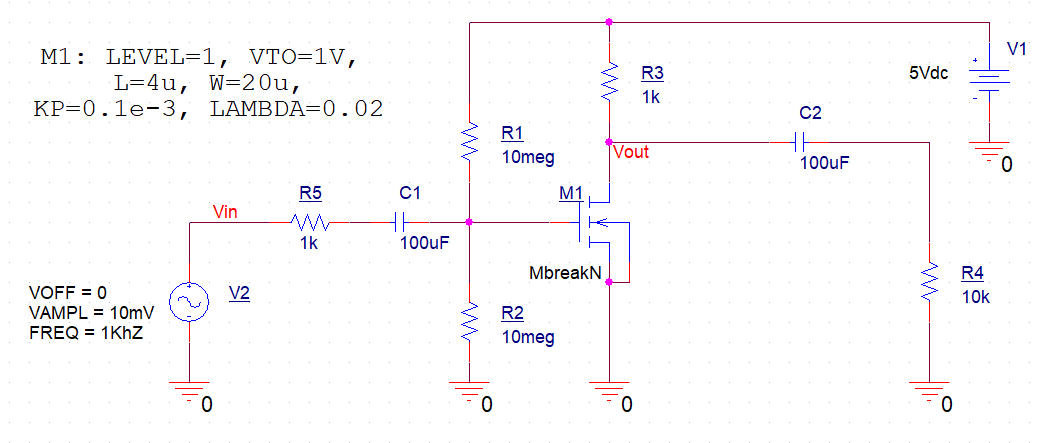 M1: LEVEL=1, VTO=1V,
L=4u, W=20u,
KP=0.1e-3, LAMBDA=0.02
V1
5Vdc
+
-
0
R3
1k
C2
100uF
Vout
R1
10meg
M1
MbreakN
R5
1k
C1
100uF
Vin
VOFF = 0
VAMPL = 10mV
FREQ = 1KhZ
V2
+
-
R2
10meg
R4
10k
0
0
0
0